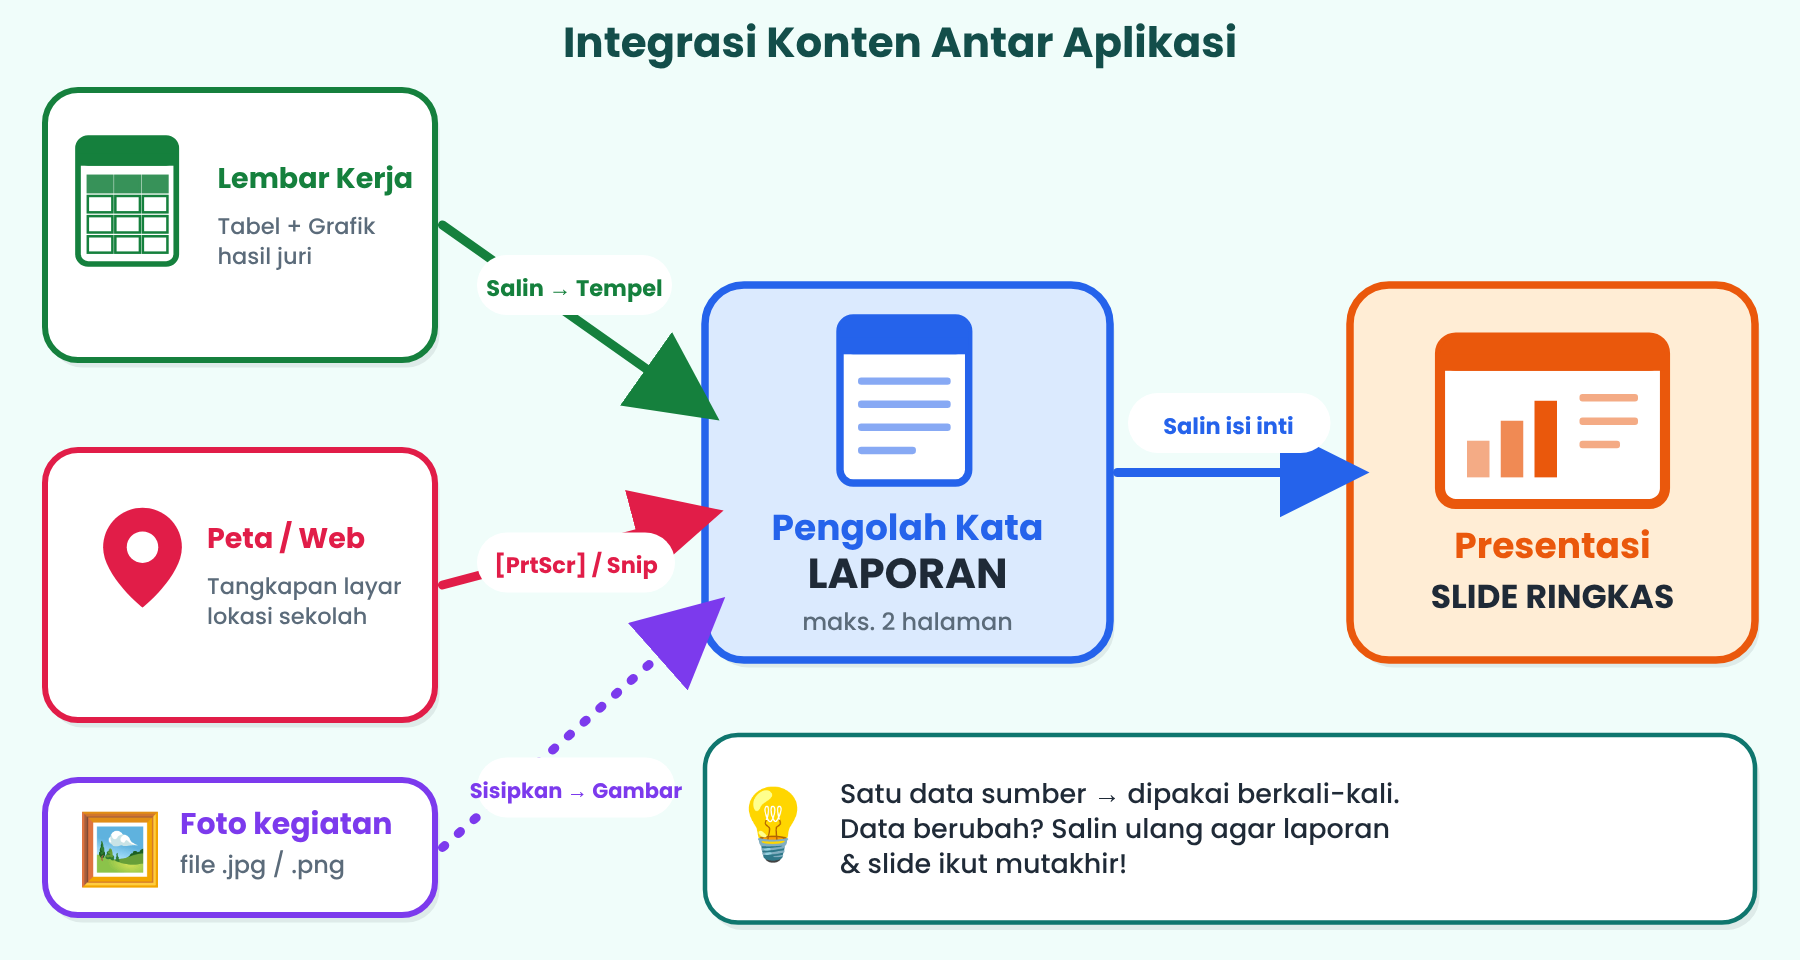 Integrasi Konten Antar Aplikasi
Lembar Kerja
Tabel + Grafik
hasil juri
Salin → Tempel
Peta / Web
Tangkapan layar
lokasi sekolah
[PrtScr] / Snip
Foto kegiatan
file .jpg / .png
Sisipkan → Gambar
Pengolah Kata
LAPORAN
maks. 2 halaman
Salin isi inti
Presentasi
SLIDE RINGKAS
Satu data sumber → dipakai berkali-kali.
Data berubah? Salin ulang agar laporan
& slide ikut mutakhir!